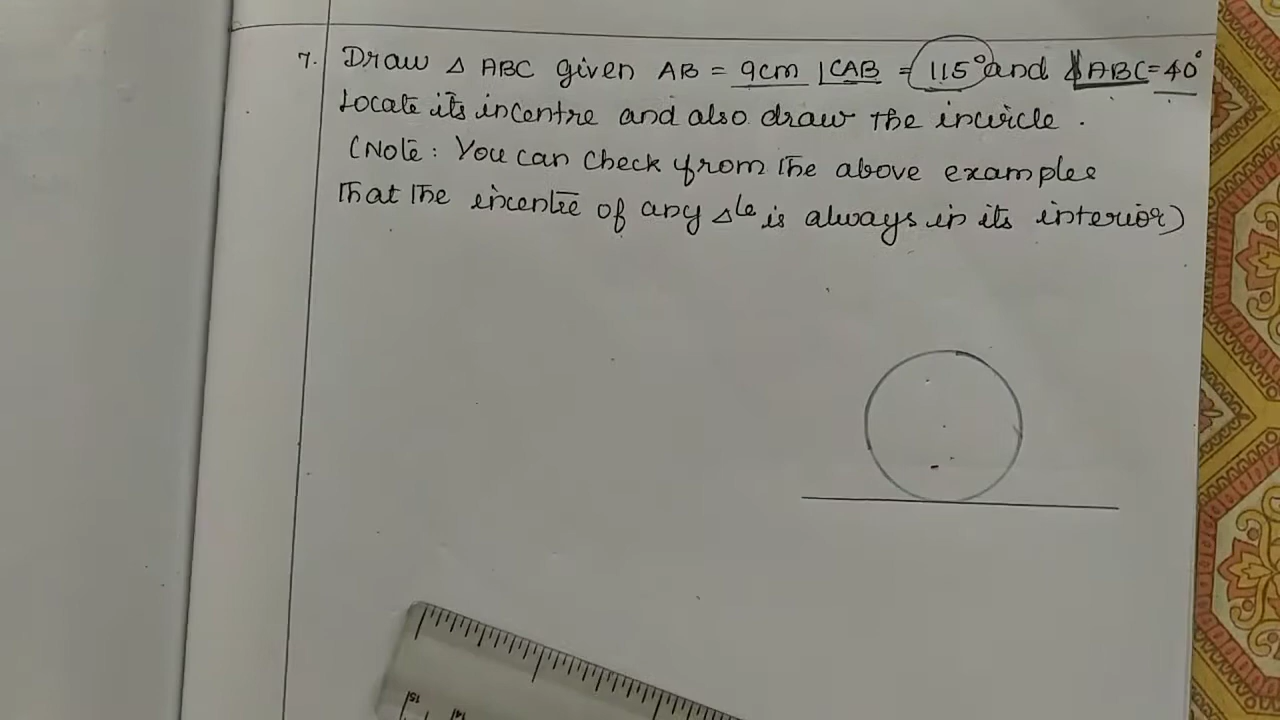 7. Draw △ ABC given AB = 9cm ∠CAB = 115° and ∠ABC = 40°
Locate its incentre and also draw the incircle.
(Note: You can check from the above examples
that the incentre of any △le is always in its interior)
15 14